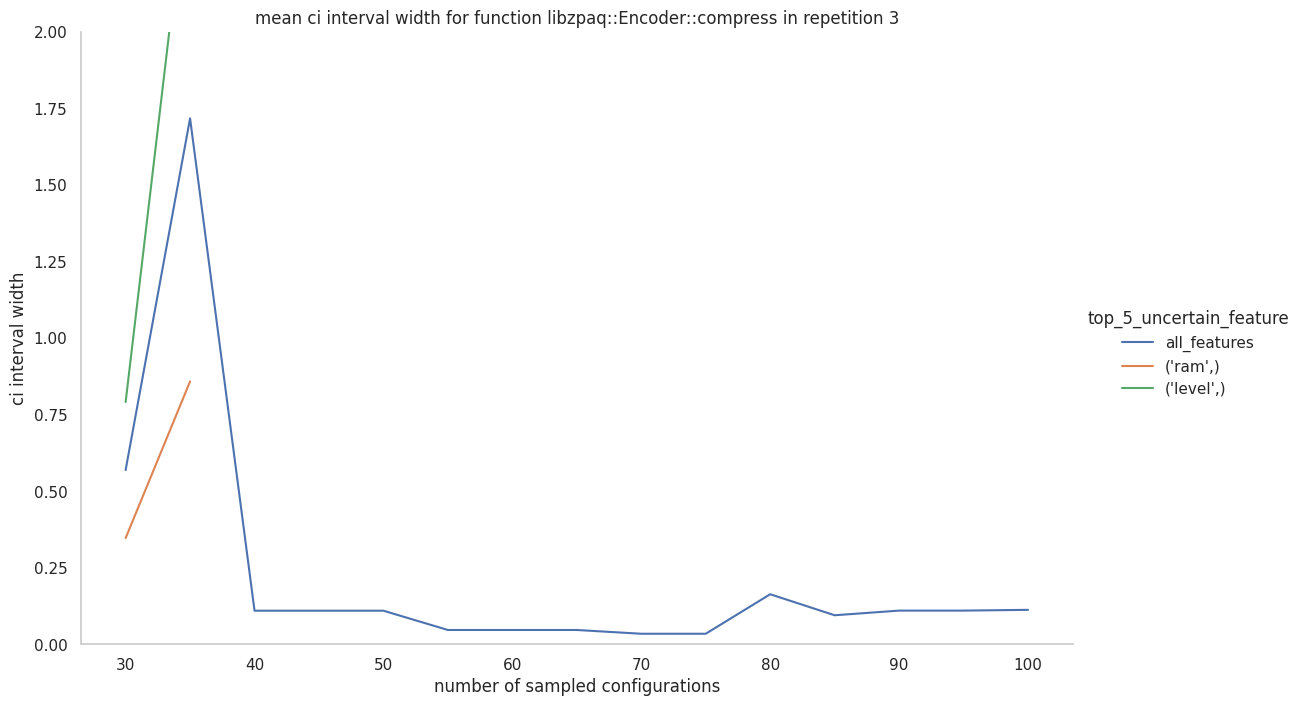 mean ci interval width for function libzpaq::Encoder::compress in repetition 3
2.00
1.75
1.50
1.25
1.00
0.75
0.50
0.25
0.00
ci interval width
30 40 50 60 70 80 90 100
number of sampled configurations
top_5_uncertain_feature
all_features
('ram',)
('level',)